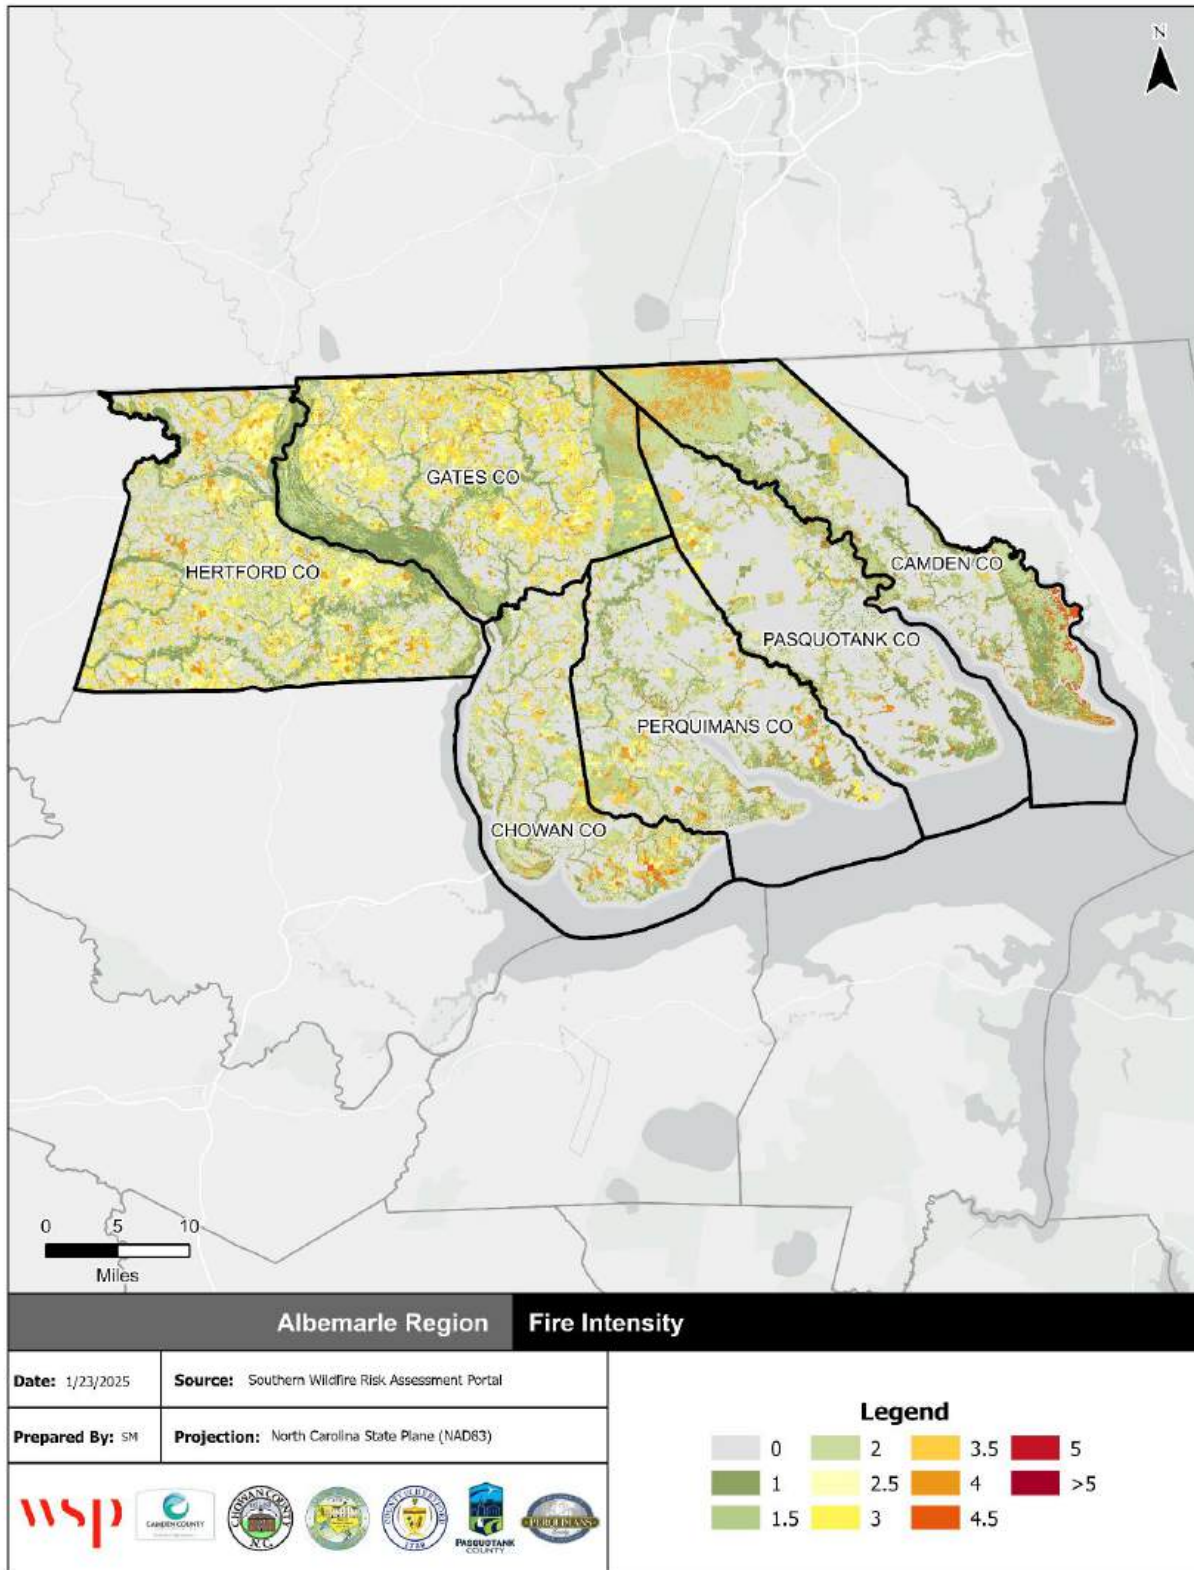 N
GATES CO
HERTFORD CO
CAMDEN CO
PASQUOTANK CO
PERQUIMANS CO
CHOWAN CO
0 5 10
Miles
Albemarle Region Fire Intensity
Date: 1/23/2025 Source: Southern Wildfire Risk Assessment Portal
Prepared By: SM Projection: North Carolina State Plane (NAD83)
Legend
0 2 3.5 5
1 2.5 4 >5
1.5 3 4.5
wsp
CAMDEN COUNTY
CHOWAN COUNTY
N.C.
PASQUOTANK
COUNTY
PERQUIMANS